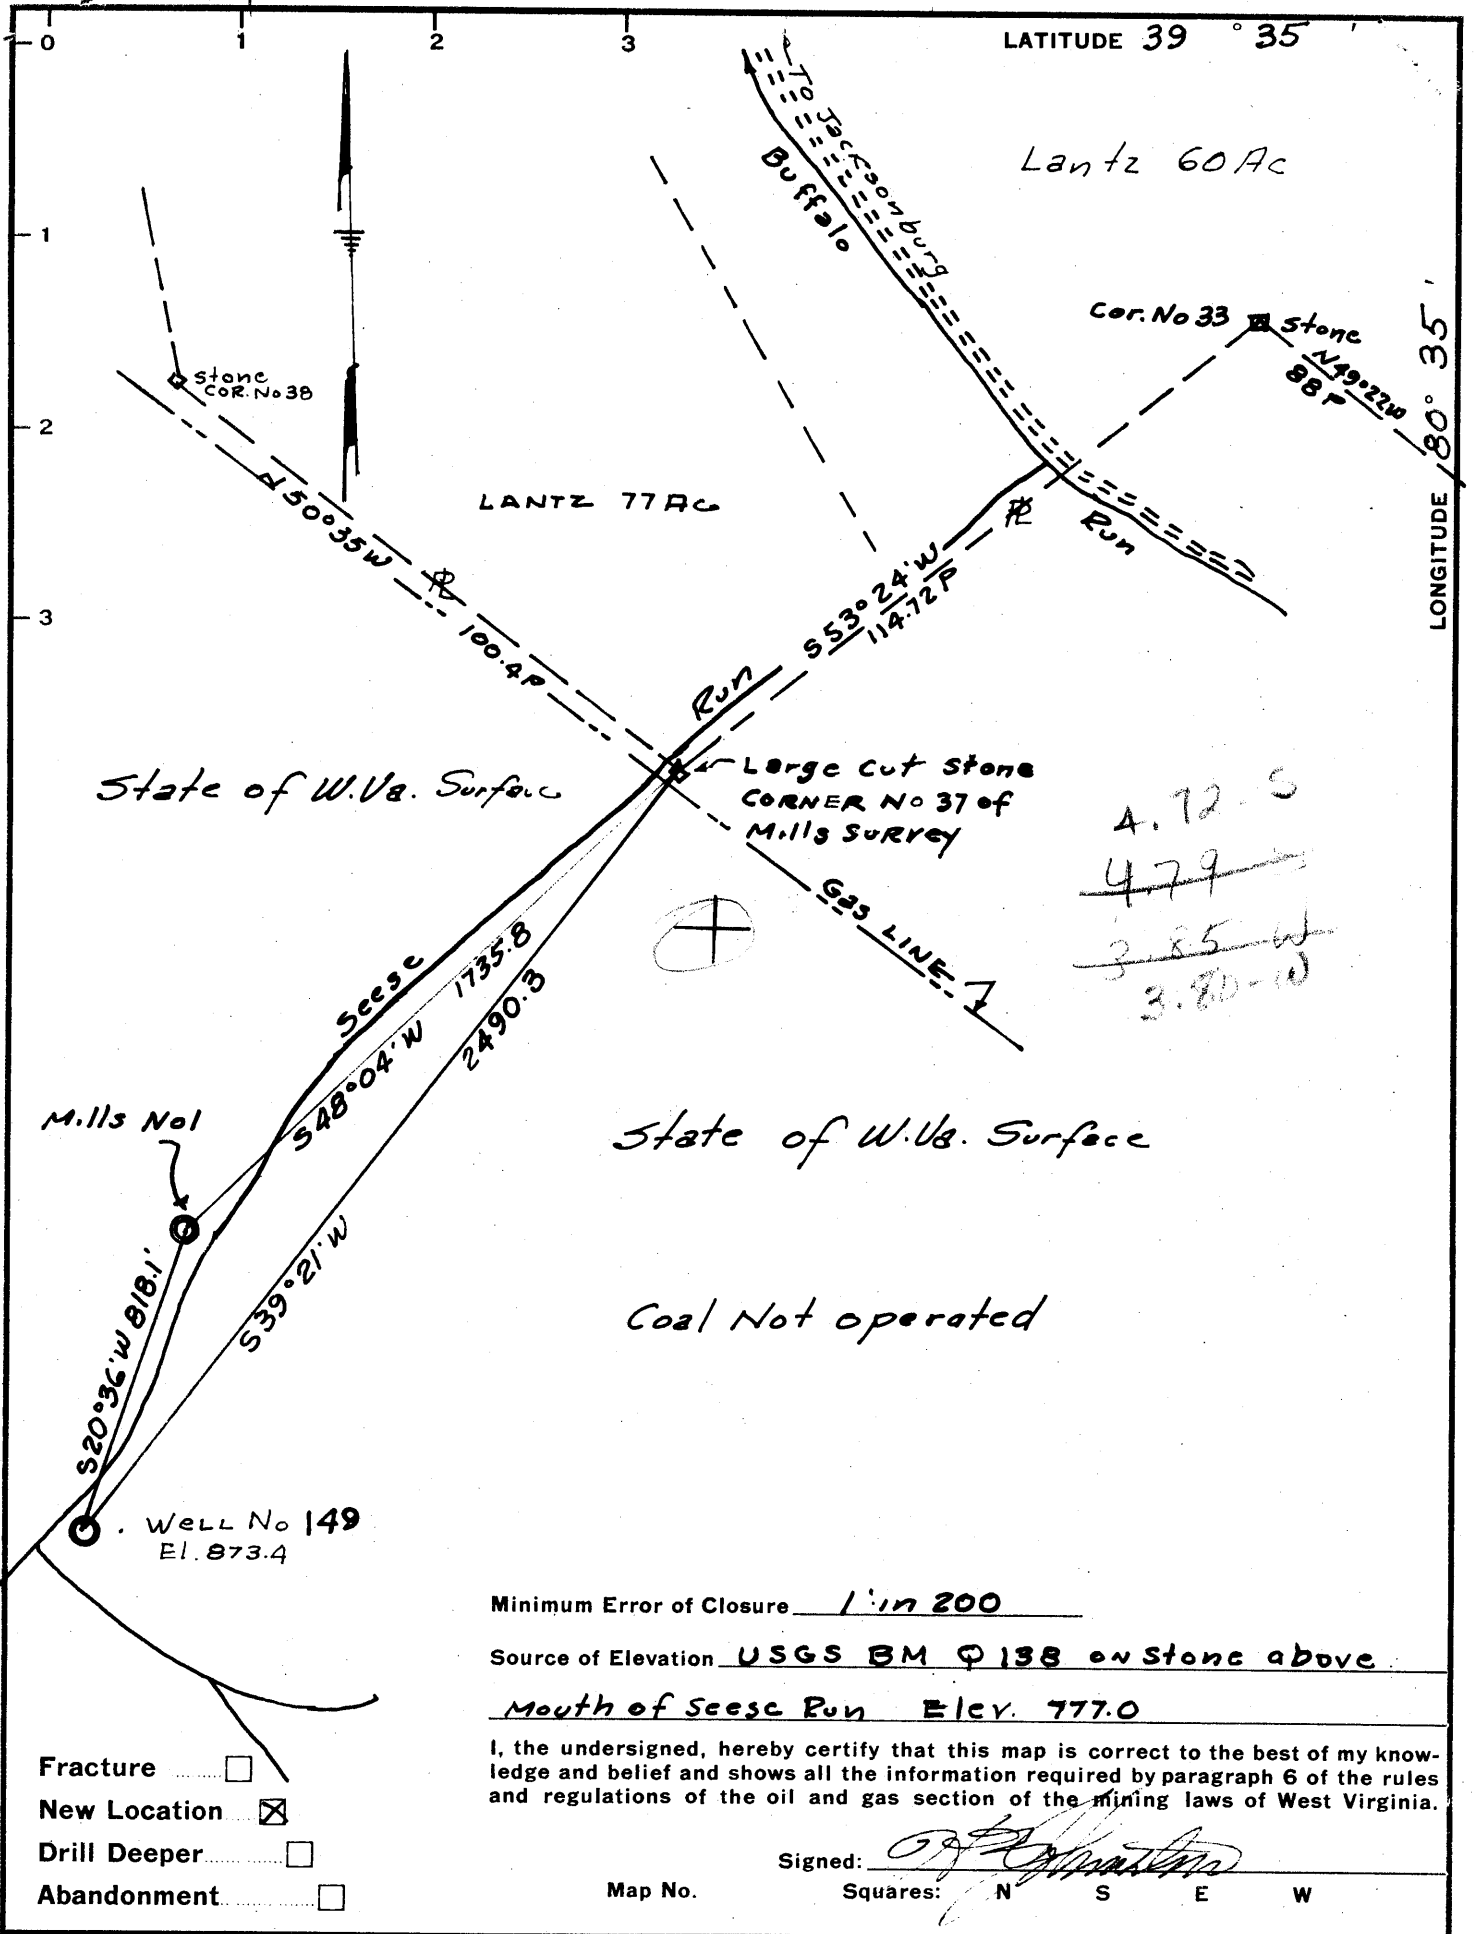 0 1 2 3 LATITUDE 39° 35'
1
2
3
LONGITUDE 80° 35'
To Jacksonburg
Buffalo
Run
Lantz 60 Ac
Cor. No 33 Stone
N49°22W
88 P
Stone
COR. No 38
LANTZ 77 Ac
N50°35W
100.4 P
PL
PL
S53°24'W
114.72 P
Run
Large Cut Stone
CORNER No 37 of
Mills SURVEY
State of W.Va. Surface
4.72 S
4.79
3.85 W
3.80-W
Gas LINE
Seese
1735.8
S48°04'W
2490.3
S39°21'W
Mills No1
State of W.Va. Surface
S20°36'W 818.1'
Coal Not operated
WELL No 149
El. 873.4
Minimum Error of Closure 1' in 200
Source of Elevation USGS BM Q 138 on Stone above
Mouth of Seese Run Elev. 777.0
I, the undersigned, hereby certify that this map is correct to the best of my know-
ledge and belief and shows all the information required by paragraph 6 of the rules
and regulations of the oil and gas section of the mining laws of West Virginia.
Fracture
New Location
Drill Deeper
Abandonment
Signed:
Map No. Squares: N S E W